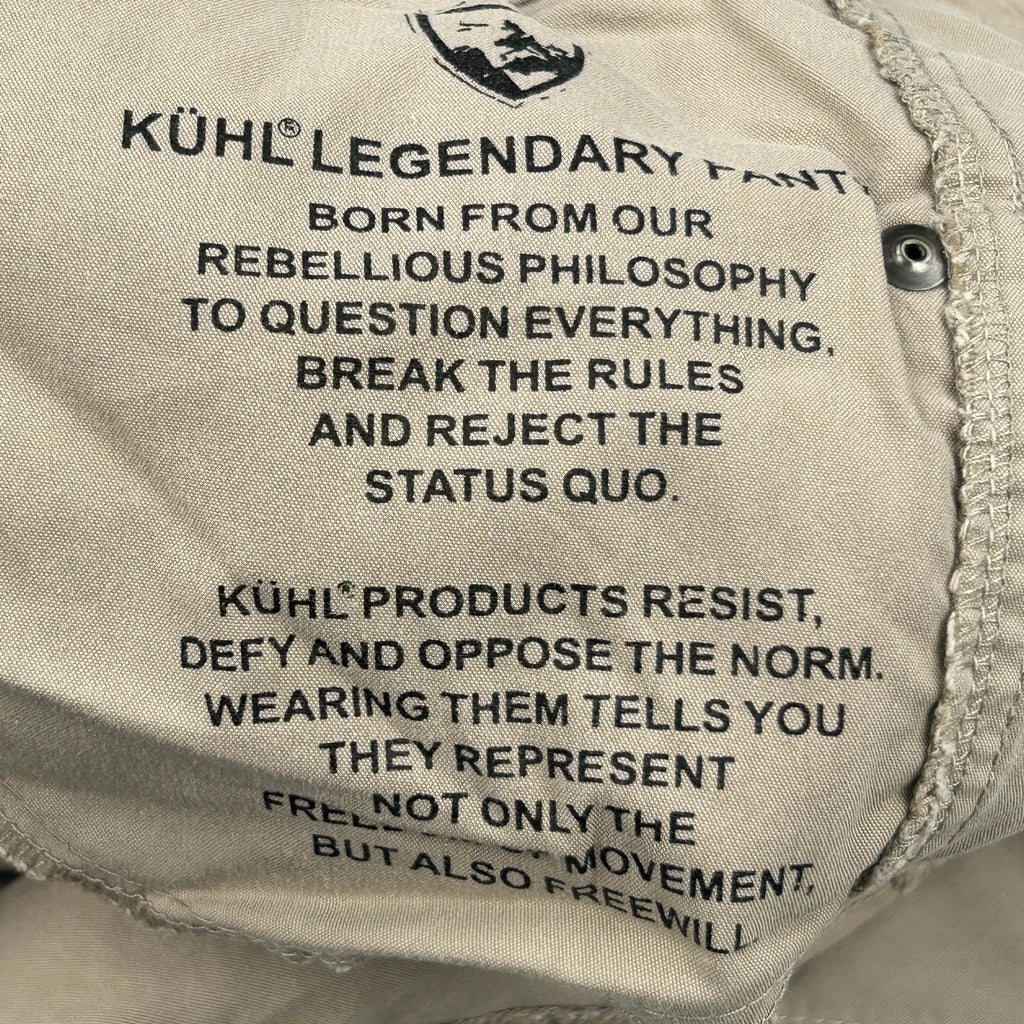 KÜHL® LEGENDARY PANT
BORN FROM OUR
REBELLIOUS PHILOSOPHY
TO QUESTION EVERYTHING,
BREAK THE RULES
AND REJECT THE
STATUS QUO.
KÜHL® PRODUCTS RESIST,
DEFY AND OPPOSE THE NORM.
WEARING THEM TELLS YOU
THEY REPRESENT
NOT ONLY THE
MOVEMENT,
BUT ALSO FREEWILL